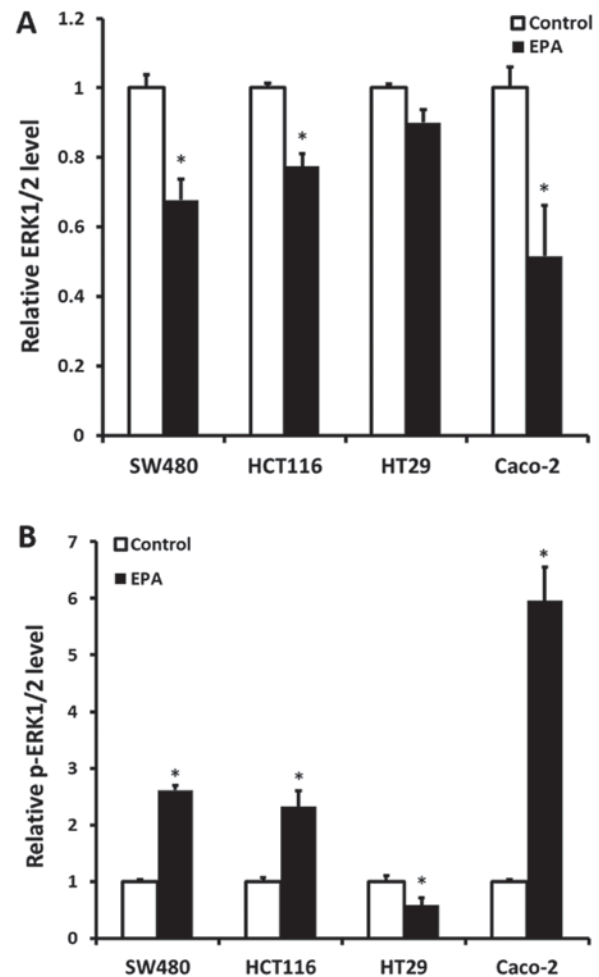 A
1.2
Control
EPA
1
0.8
0.6
0.4
0.2
0
Relative ERK1/2 level
*
*
*
SW480 HCT116 HT29 Caco-2
B
7
Control
EPA
6
5
4
3
2
1
0
Relative p-ERK1/2 level
*
*
*
*
SW480 HCT116 HT29 Caco-2